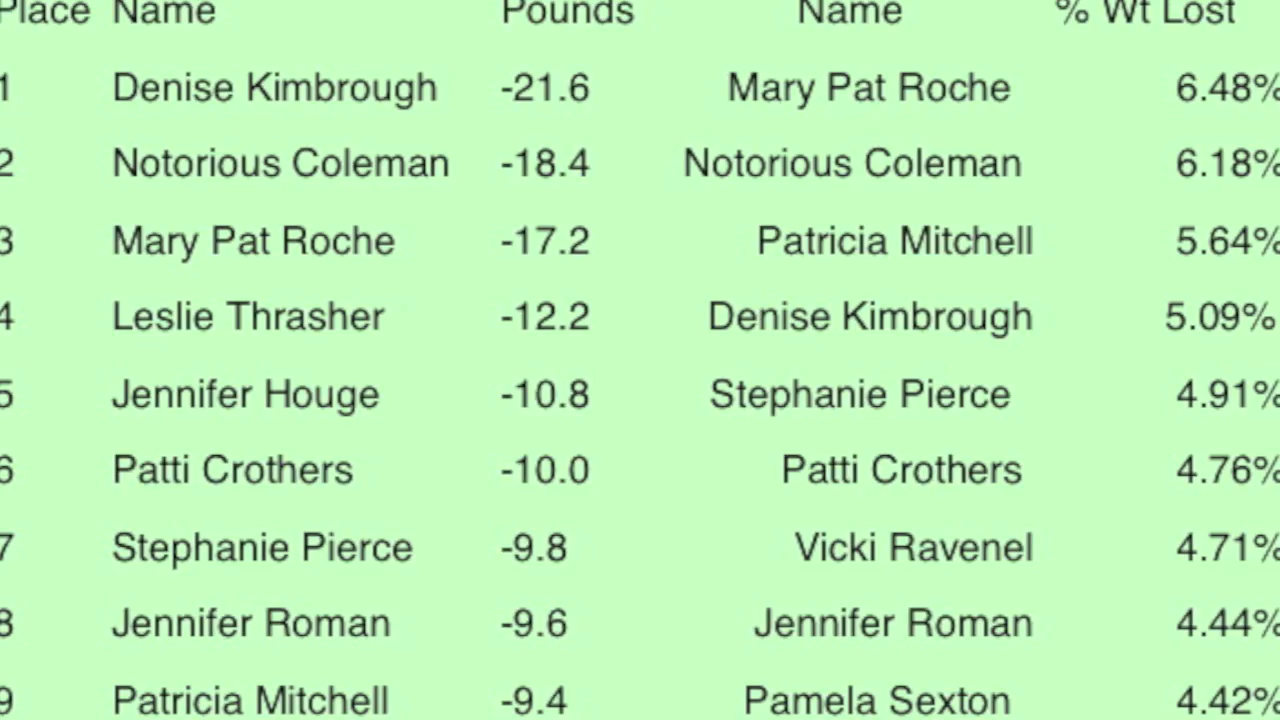 Place Name Pounds Name % Wt Lost
1 Denise Kimbrough -21.6 Mary Pat Roche 6.48%
2 Notorious Coleman -18.4 Notorious Coleman 6.18%
3 Mary Pat Roche -17.2 Patricia Mitchell 5.64%
4 Leslie Thrasher -12.2 Denise Kimbrough 5.09%
5 Jennifer Houge -10.8 Stephanie Pierce 4.91%
6 Patti Crothers -10.0 Patti Crothers 4.76%
7 Stephanie Pierce -9.8 Vicki Ravenel 4.71%
8 Jennifer Roman -9.6 Jennifer Roman 4.44%
9 Patricia Mitchell -9.4 Pamela Sexton 4.42%